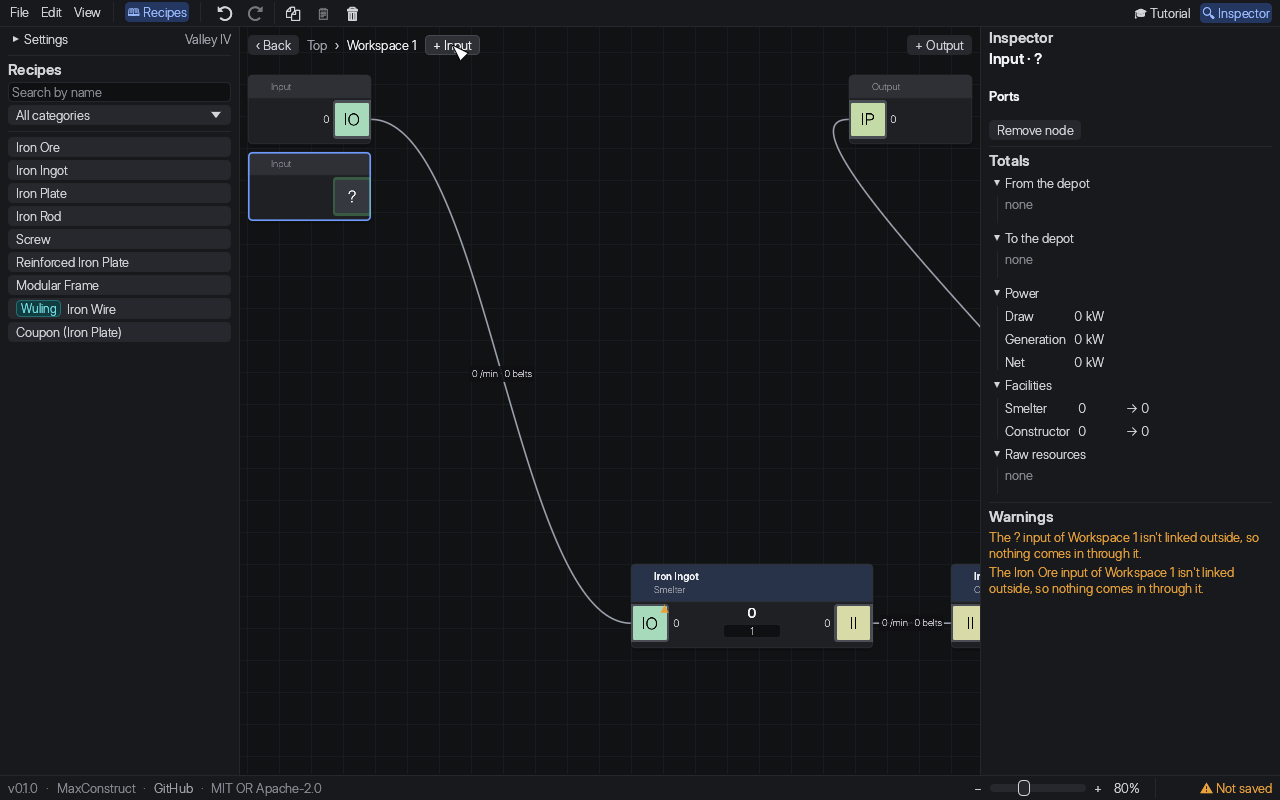 File Edit View Recipes Tutorial Inspector
Settings Valley IV
Recipes
Search by name
All categories
Iron Ore
Iron Ingot
Iron Plate
Iron Rod
Screw
Reinforced Iron Plate
Modular Frame
Wuling Iron Wire
Coupon (Iron Plate)
‹ Back Top › Workspace 1 + Input + Output
Input
0 IO
Input
?
Output
IP 0
0 /min · 0 belts
Iron Ingot
Smelter
IO 0 0 1 0 II
0 /min · 0 belts
II
Inspector
Input · ?
Ports
Remove node
Totals
From the depot
none
To the depot
none
Power
Draw 0 kW
Generation 0 kW
Net 0 kW
Facilities
Smelter 0 → 0
Constructor 0 → 0
Raw resources
none
Warnings
The ? input of Workspace 1 isn't linked outside, so
nothing comes in through it.
The Iron Ore input of Workspace 1 isn't linked
outside, so nothing comes in through it.
v0.1.0 · MaxConstruct · GitHub · MIT OR Apache-2.0
− + 80% Not saved